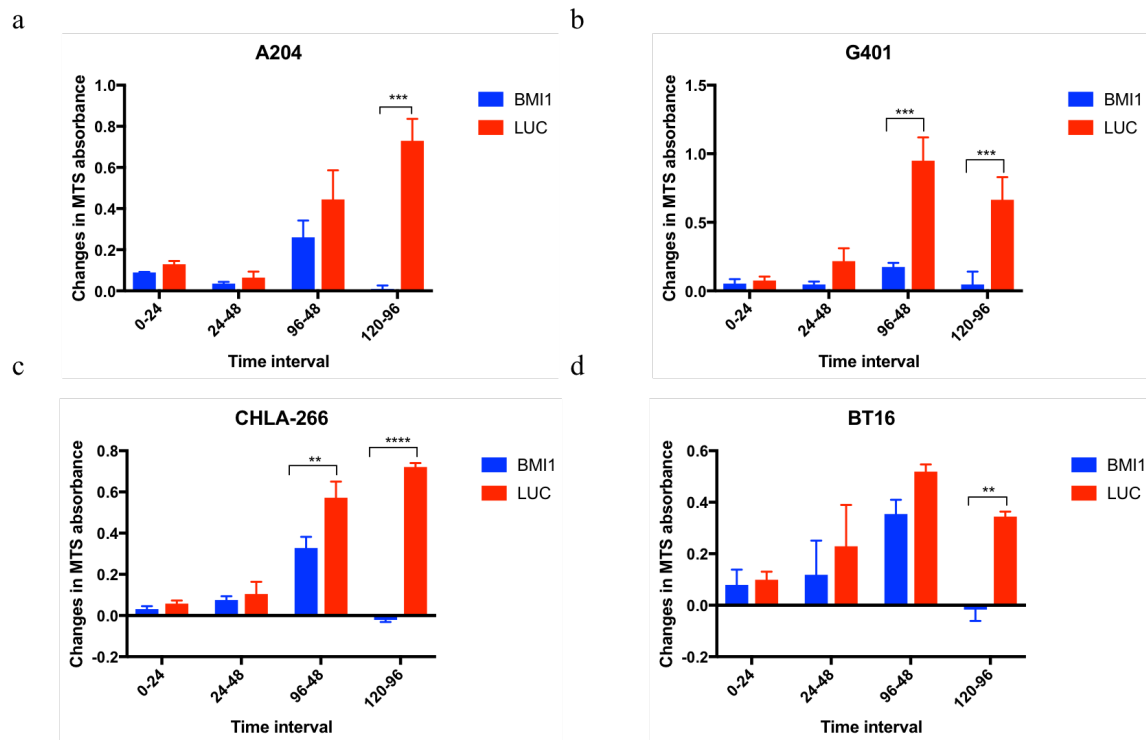 a
A204
Changes in MTS absorbance
1.0
0.8
0.6
0.4
0.2
0.0
***
BMI1
LUC
0-24
24-48
96-48
120-96
Time interval
b
G401
Changes in MTS absorbance
1.5
1.0
0.5
0.0
***
***
BMI1
LUC
0-24
24-48
96-48
120-96
Time interval
c
CHLA-266
Changes in MTS absorbance
0.8
0.6
0.4
0.2
0.0
-0.2
**
****
BMI1
LUC
0-24
24-48
96-48
120-96
Time interval
d
BT16
Changes in MTS absorbance
0.6
0.4
0.2
0.0
-0.2
**
BMI1
LUC
0-24
24-48
96-48
120-96
Time interval